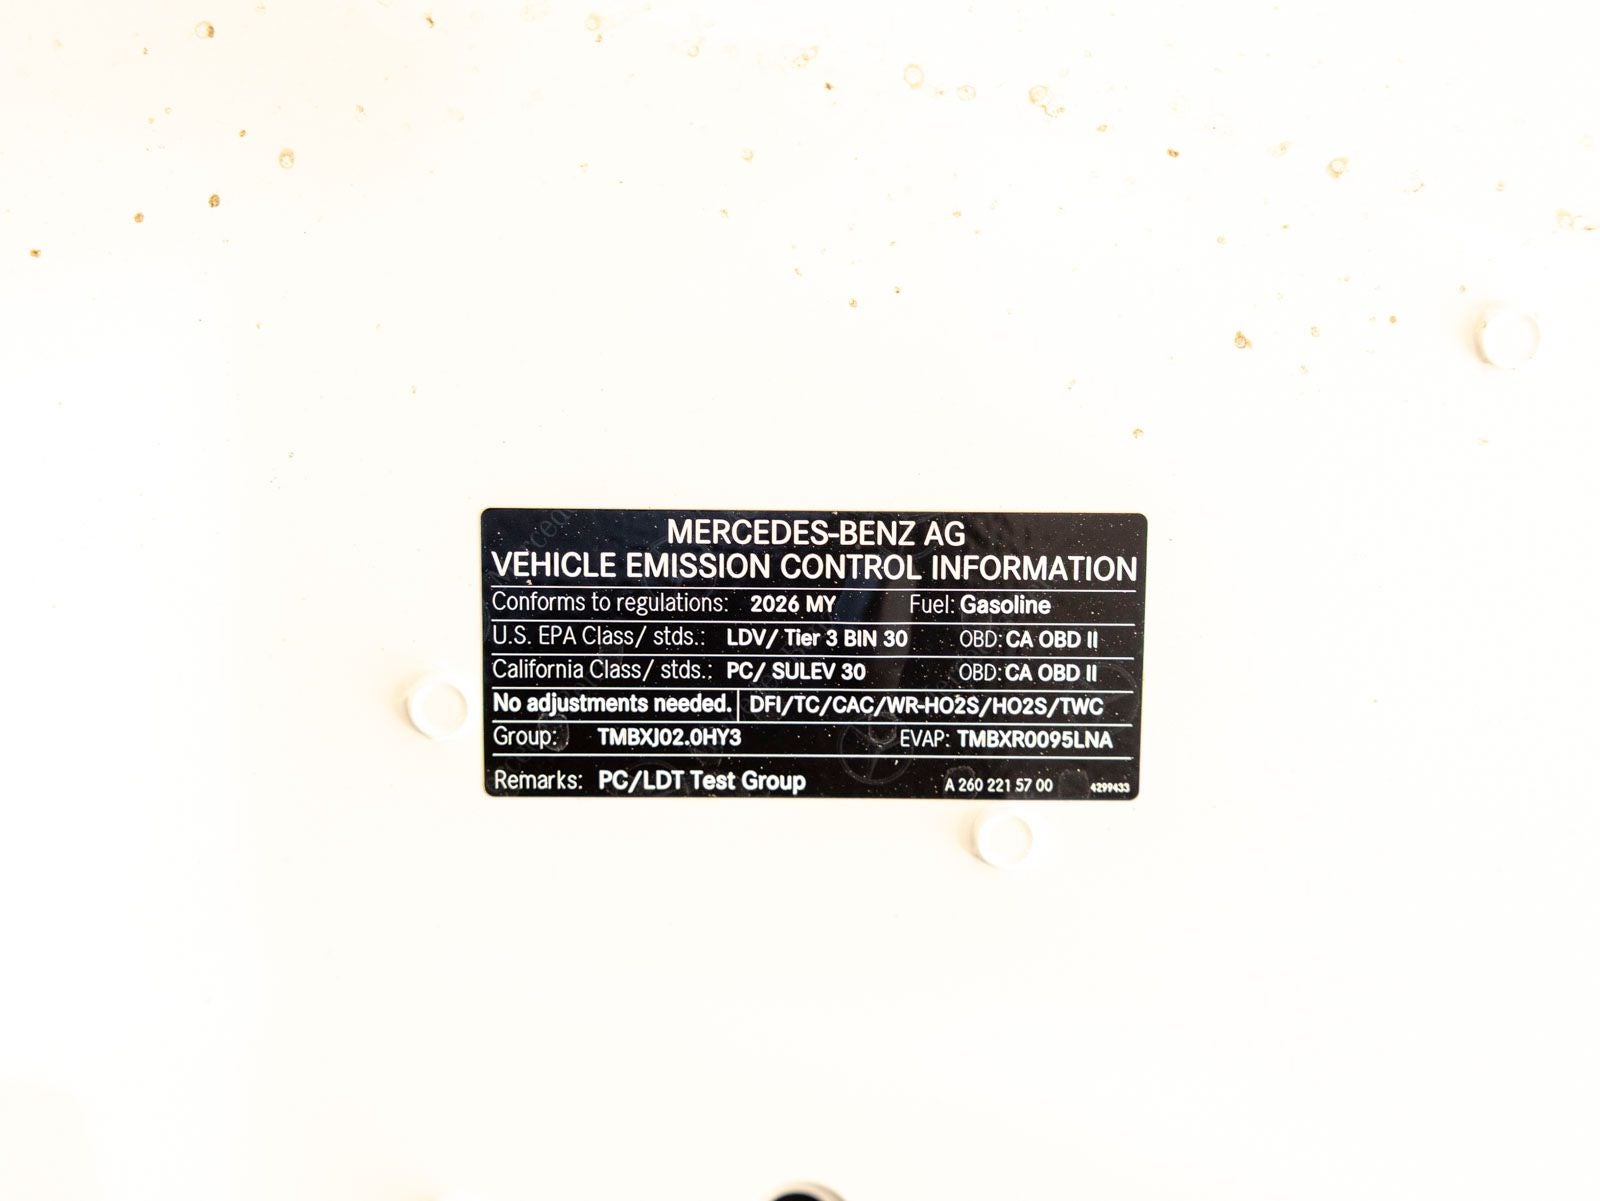 MERCEDES-BENZ AG
VEHICLE EMISSION CONTROL INFORMATION
Conforms to regulations: 2026 MY Fuel: Gasoline
U.S. EPA Class/ stds.: LDV/ Tier 3 BIN 30 OBD: CA OBD II
California Class/ stds.: PC/ SULEV 30 OBD: CA OBD II
No adjustments needed. DFI/TC/CAC/WR-HO2S/HO2S/TWC
Group: TMBXJ02.0HY3 EVAP: TMBXR0095LNA
Remarks: PC/LDT Test Group A 260 221 57 00 4299433